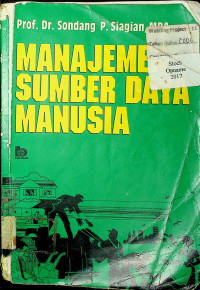 Prof. Dr. Sondang P. Siagian, MPA
MANAJEME
SUMBER DAYA
MANUSIA
Stock
Opname
2017